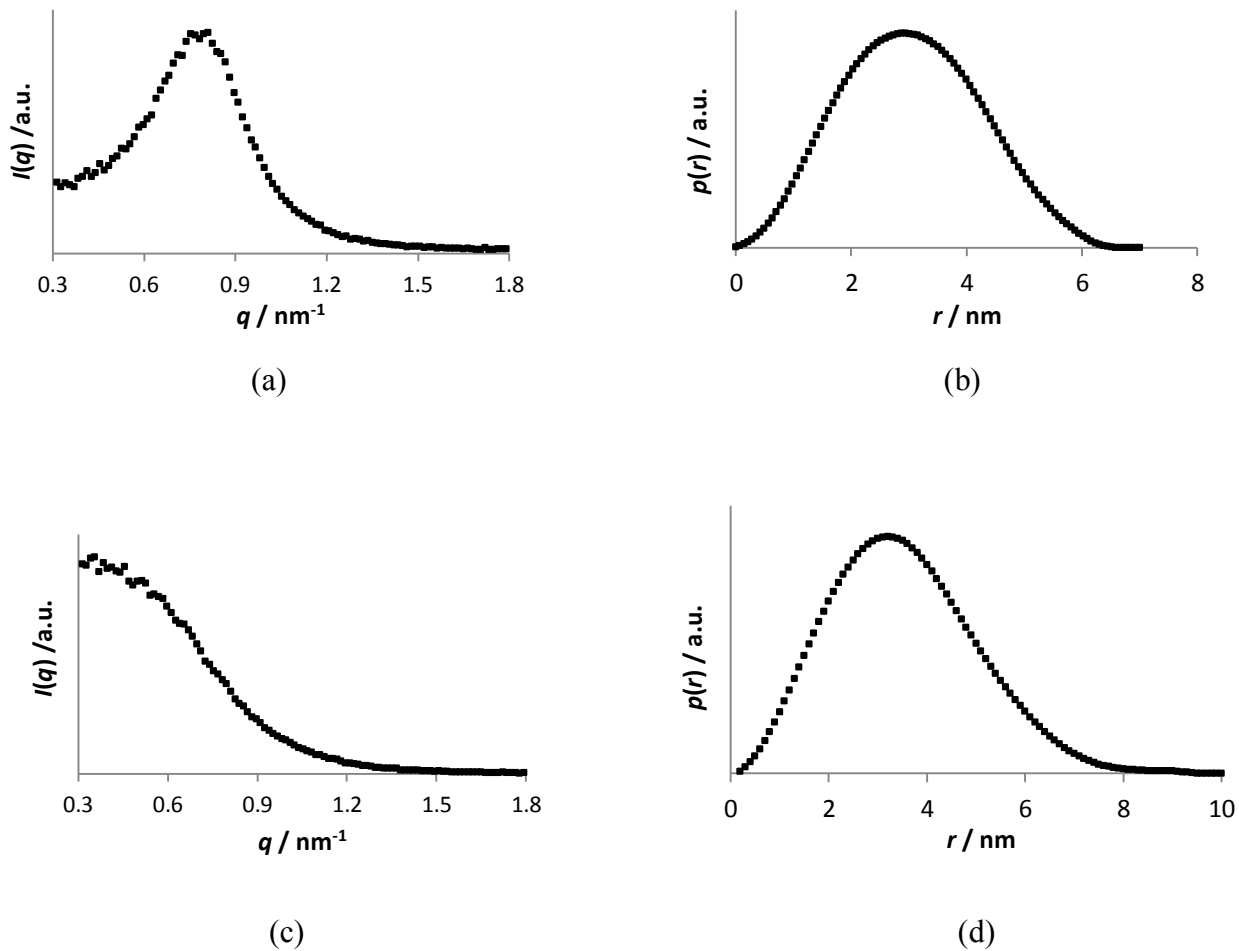 I(q) /a.u.
0.3 0.6 0.9 1.2 1.5 1.8
q / nm-1
(a)
p(r) / a.u.
0 2 4 6 8
r / nm
(b)
I(q) /a.u.
0.3 0.6 0.9 1.2 1.5 1.8
q / nm-1
(c)
p(r) / a.u.
0 2 4 6 8 10
r / nm
(d)